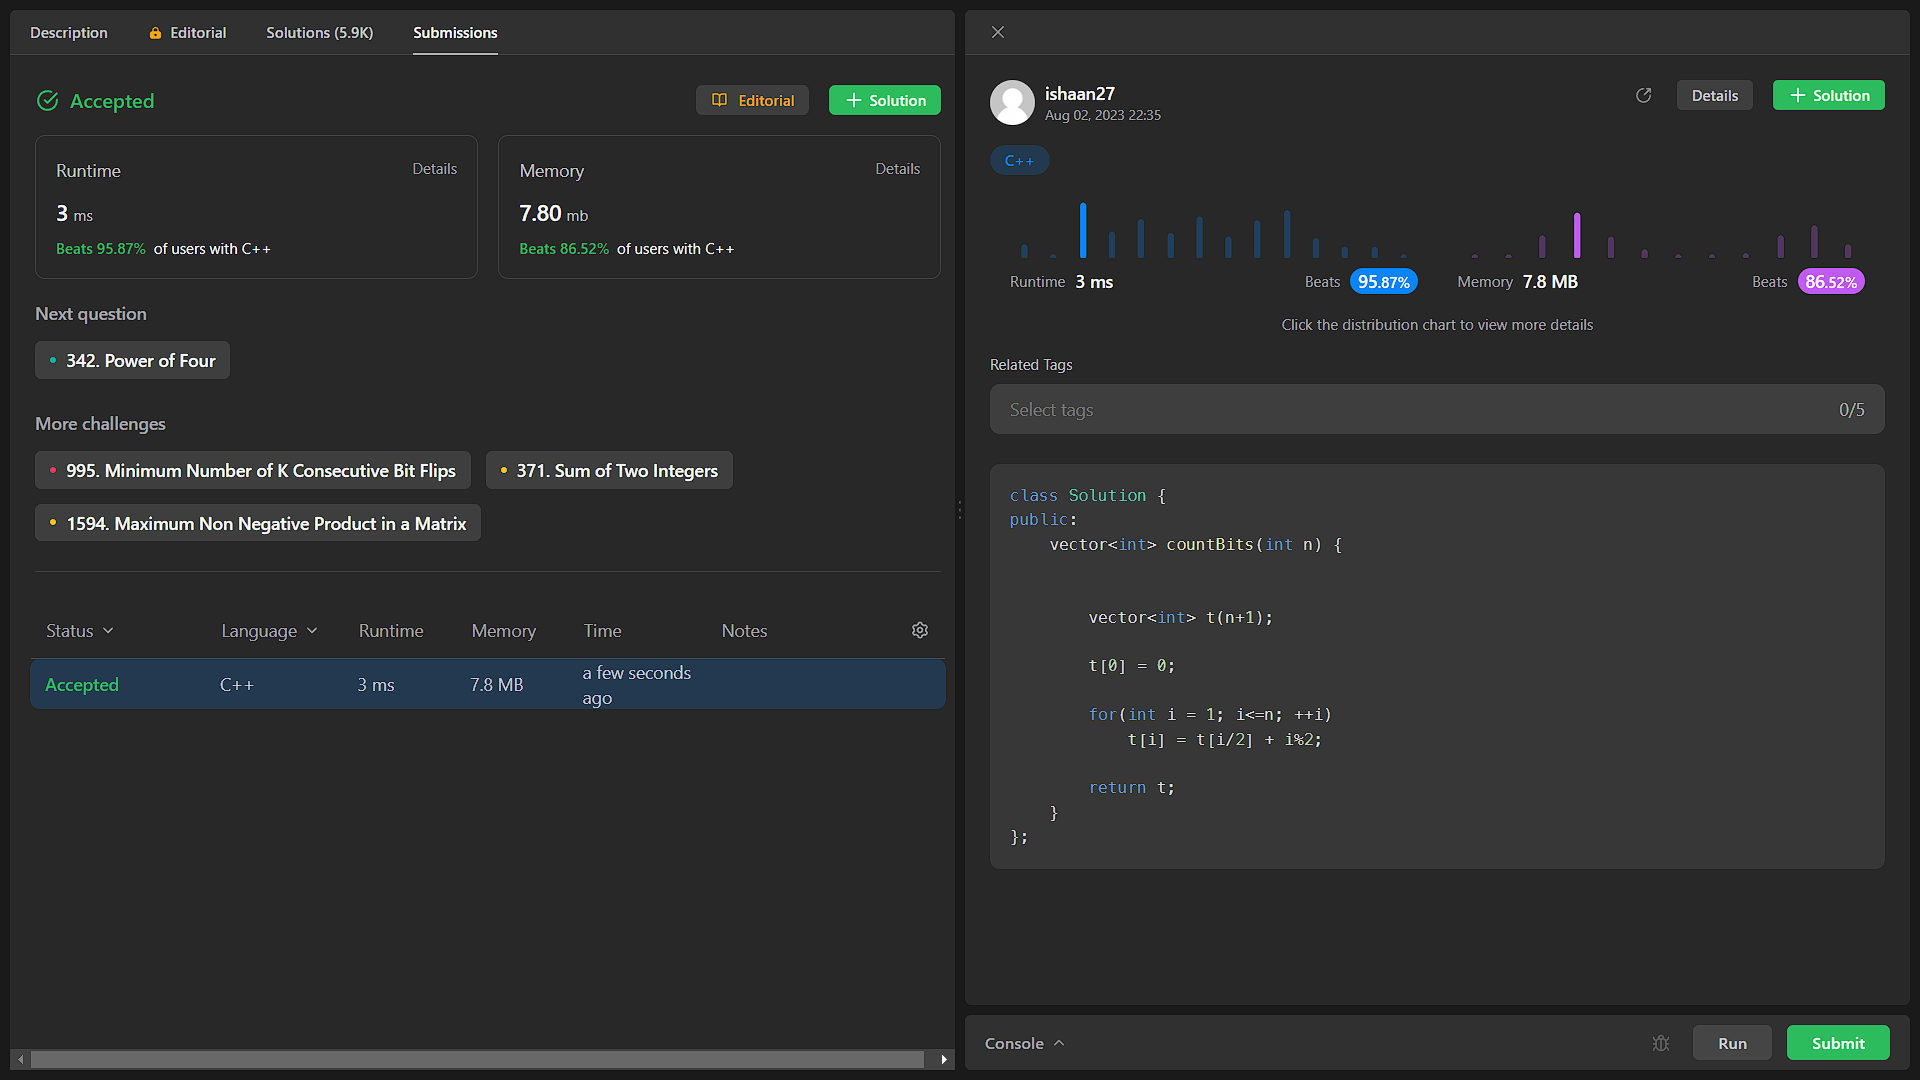 Description Editorial Solutions (5.9K) Submissions
Accepted Editorial Solution
Runtime Details
3 ms
Beats 95.87% of users with C++
Memory Details
7.80 mb
Beats 86.52% of users with C++
Next question
342. Power of Four
More challenges
995. Minimum Number of K Consecutive Bit Flips 371. Sum of Two Integers
1594. Maximum Non Negative Product in a Matrix
Status Language Runtime Memory Time Notes
Accepted C++ 3 ms 7.8 MB a few seconds
ago
ishaan27 Details Solution
Aug 02, 2023 22:35
C++
Runtime 3 ms Beats 95.87% Memory 7.8 MB Beats 86.52%
Click the distribution chart to view more details
Related Tags
Select tags 0/5
class Solution {
public:
    vector<int> countBits(int n) {
        vector<int> t(n+1);
        t[0] = 0;
        for(int i = 1; i<=n; ++i)
            t[i] = t[i/2] + i%2;
        return t;
    }
};
Console Run Submit